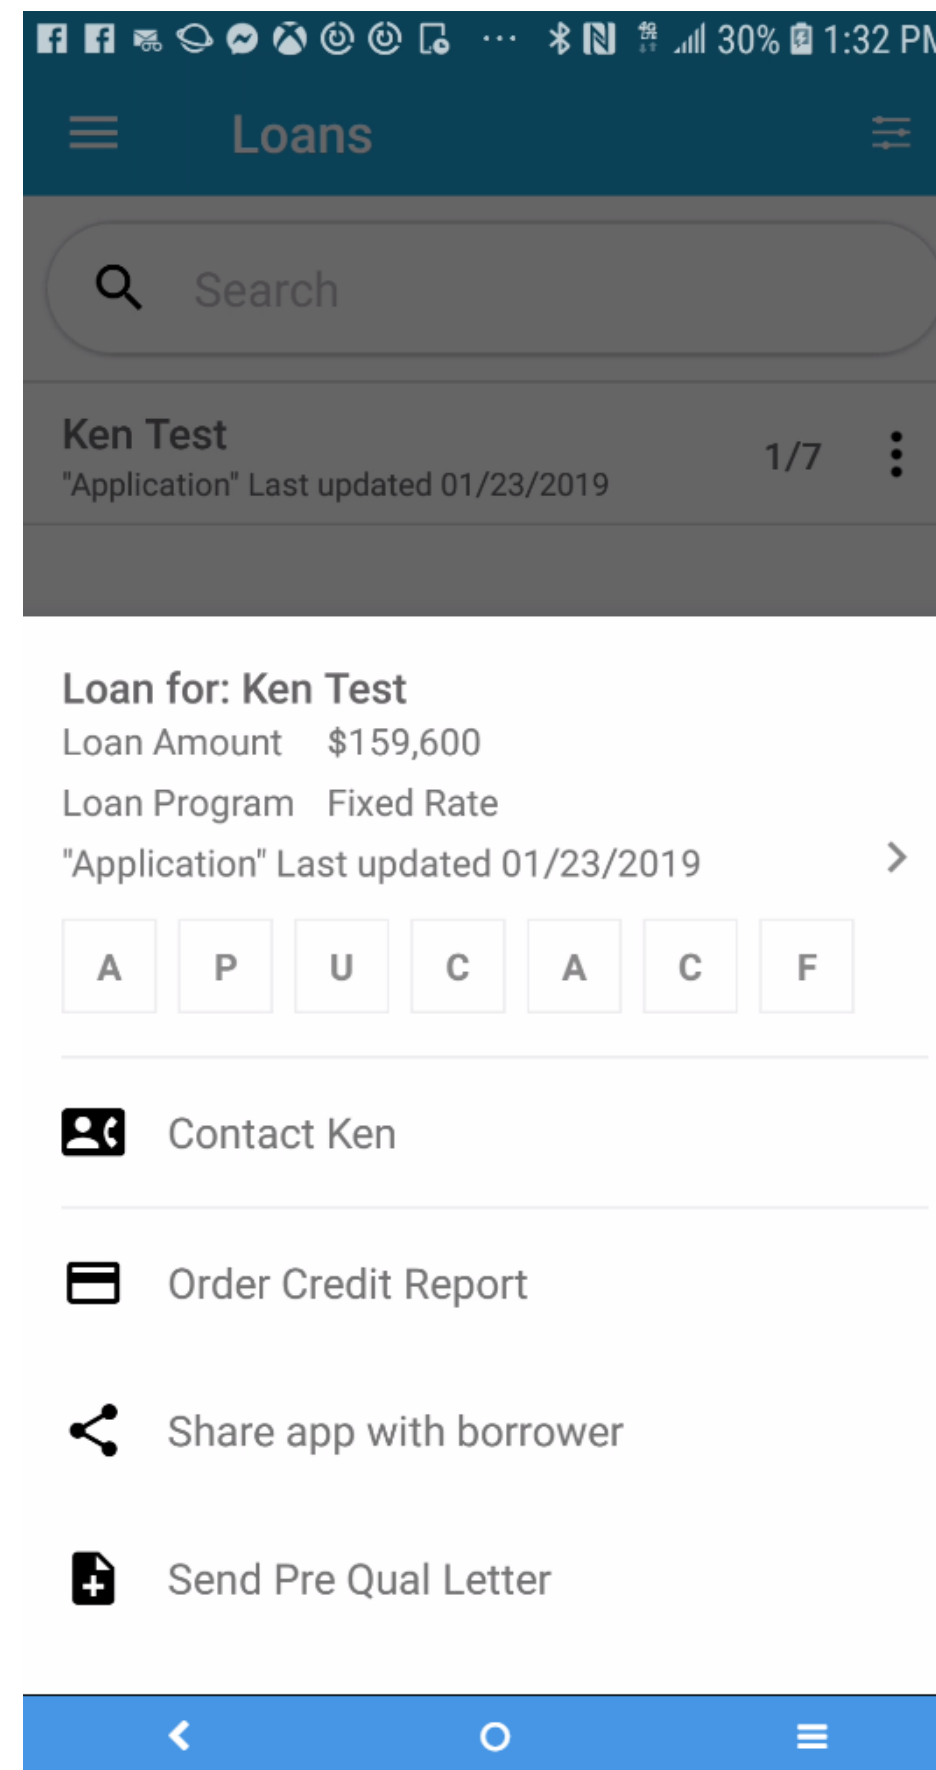 30% 1:32 PM
Loans
Search
Ken Test
1/7
"Application" Last updated 01/23/2019
Loan for: Ken Test
Loan Amount $159,600
Loan Program Fixed Rate
"Application" Last updated 01/23/2019
A P U C A C F
Contact Ken
Order Credit Report
Share app with borrower
Send Pre Qual Letter